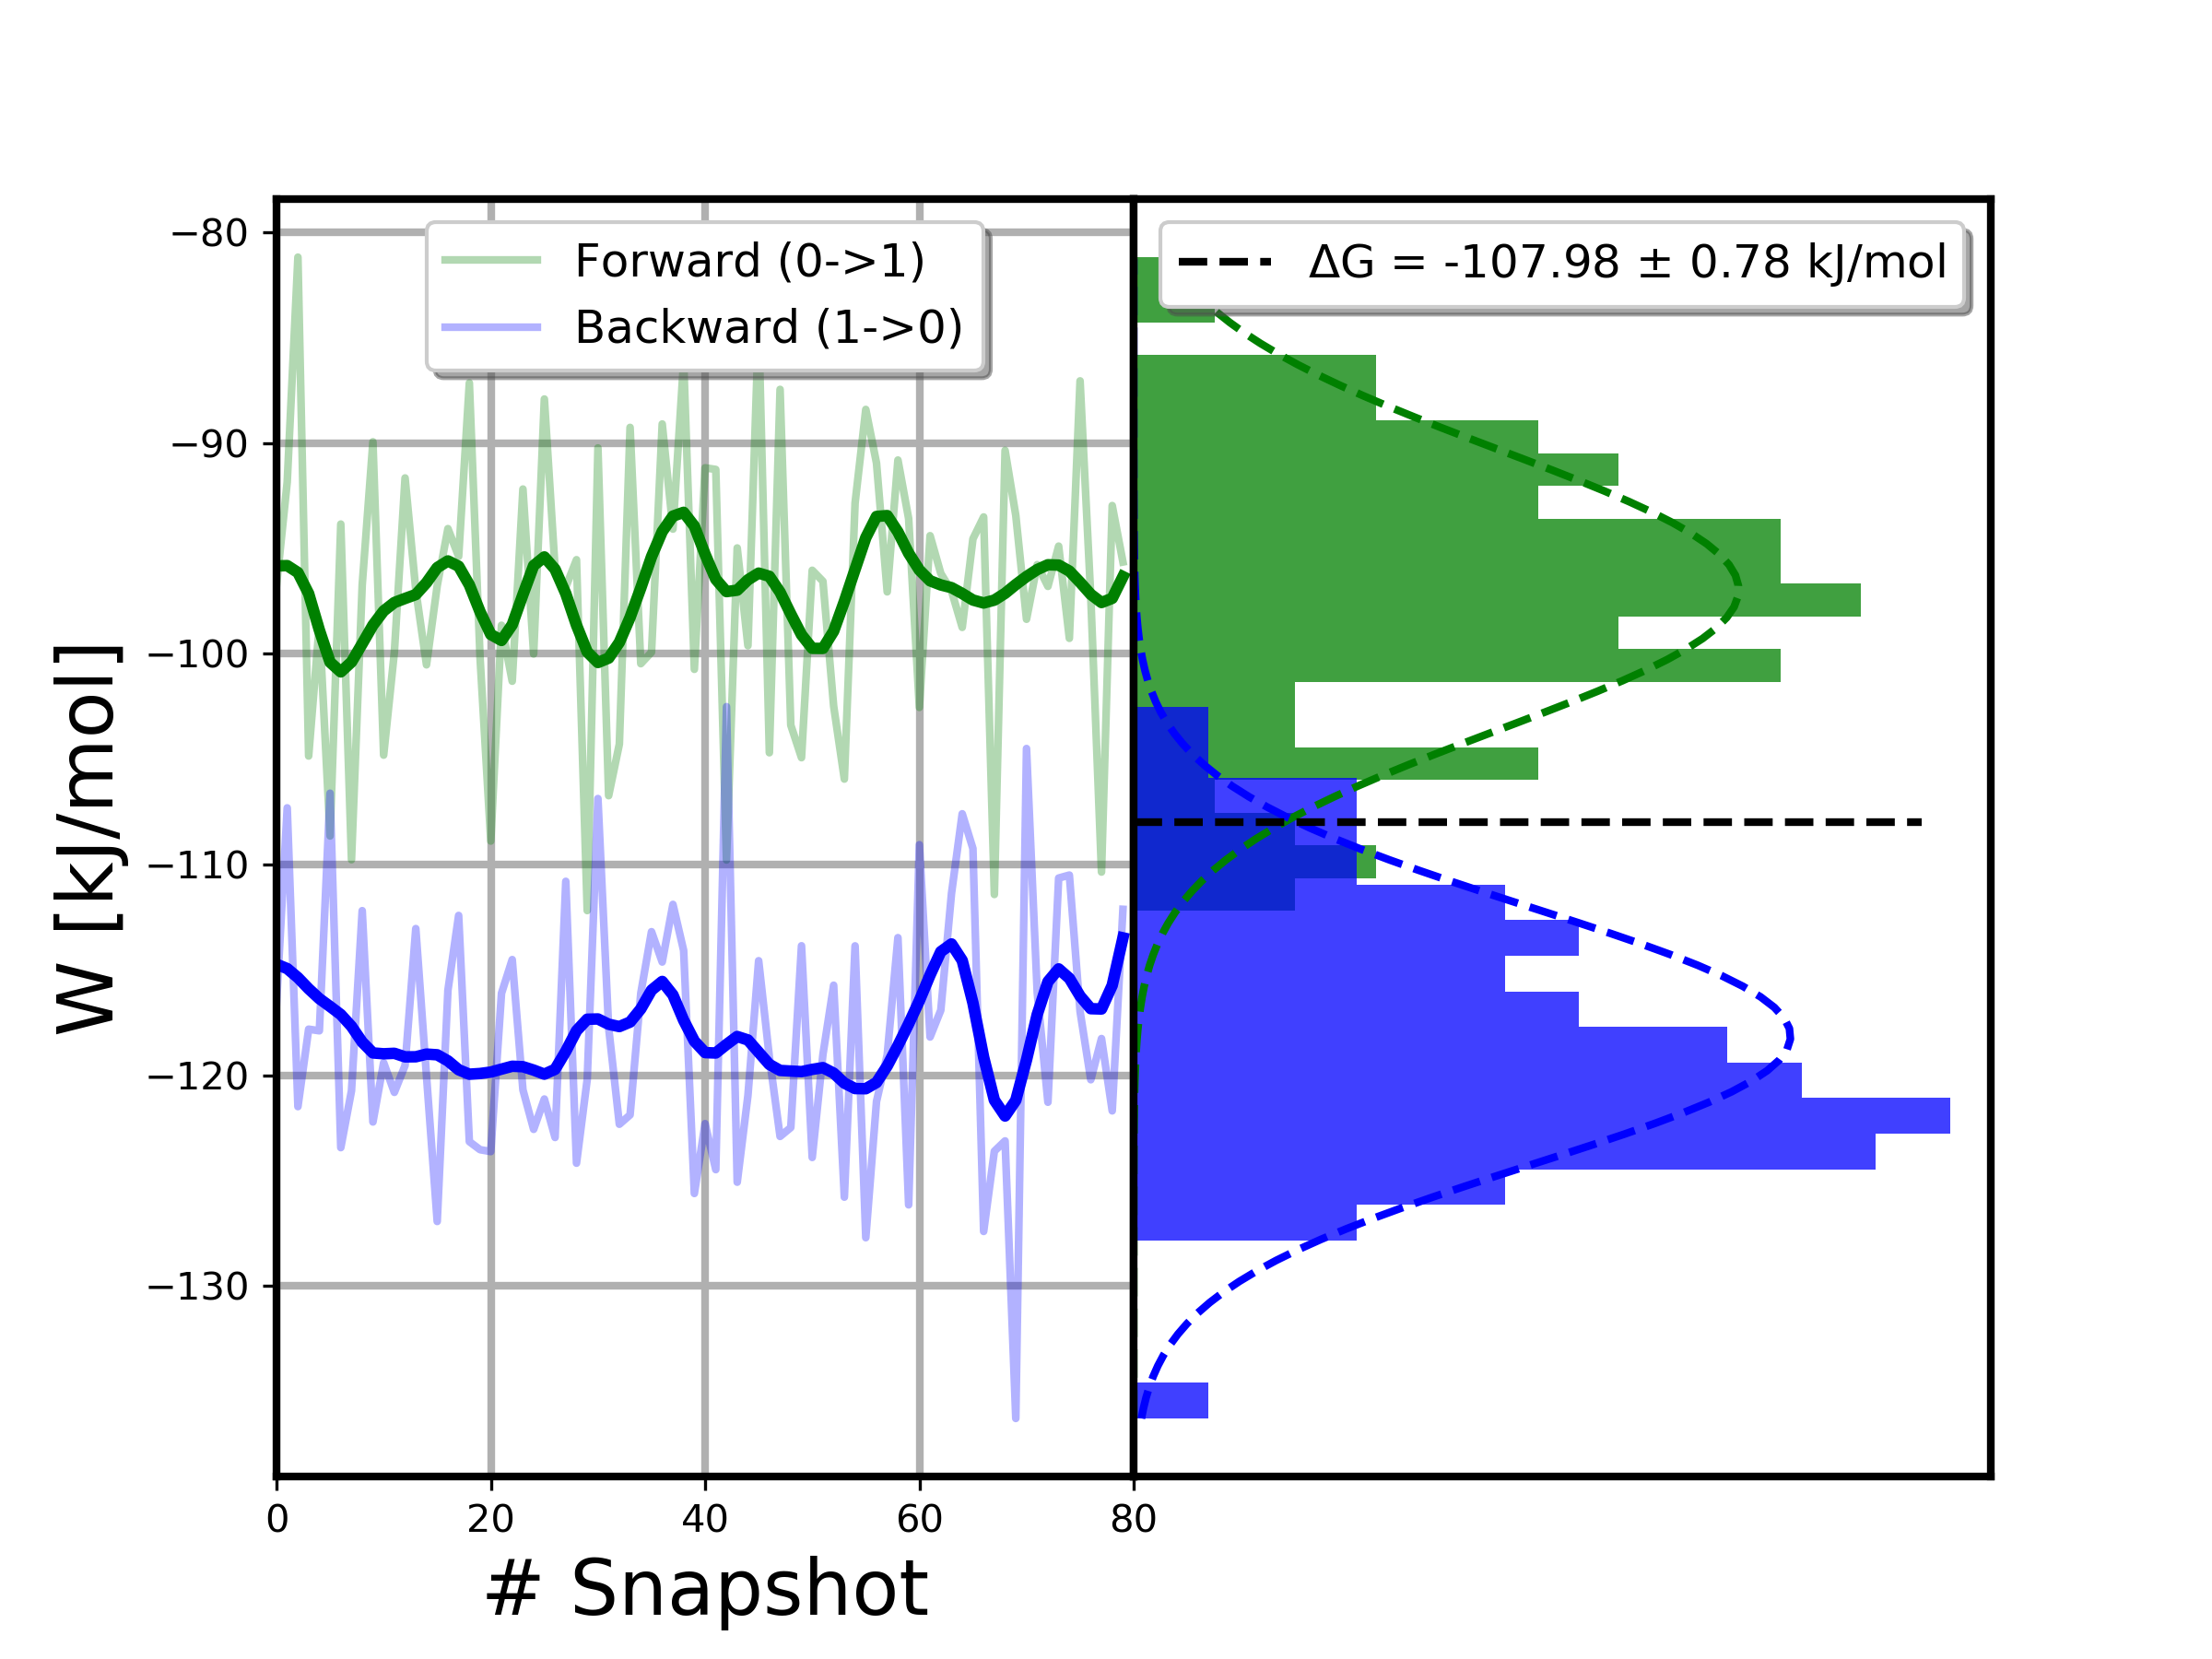 Forward (0->1)
Backward (1->0)
ΔG = -107.98 ± 0.78 kJ/mol
W [kJ/mol]
−80
−90
−100
−110
−120
−130
0 20 40 60 80
# Snapshot